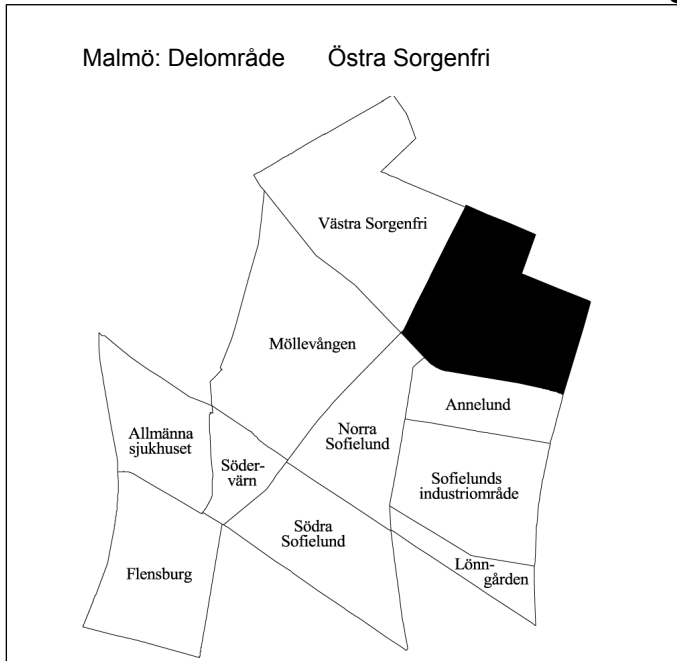 Malmö: Delområde Östra Sorgenfri
Västra Sorgenfri
Möllevången
Annelund
Allmänna
sjukhuset
Norra
Sofielund
Söder-
värn
Sofielunds
industriområde
Södra
Sofielund
Lönn-
gården
Flensburg